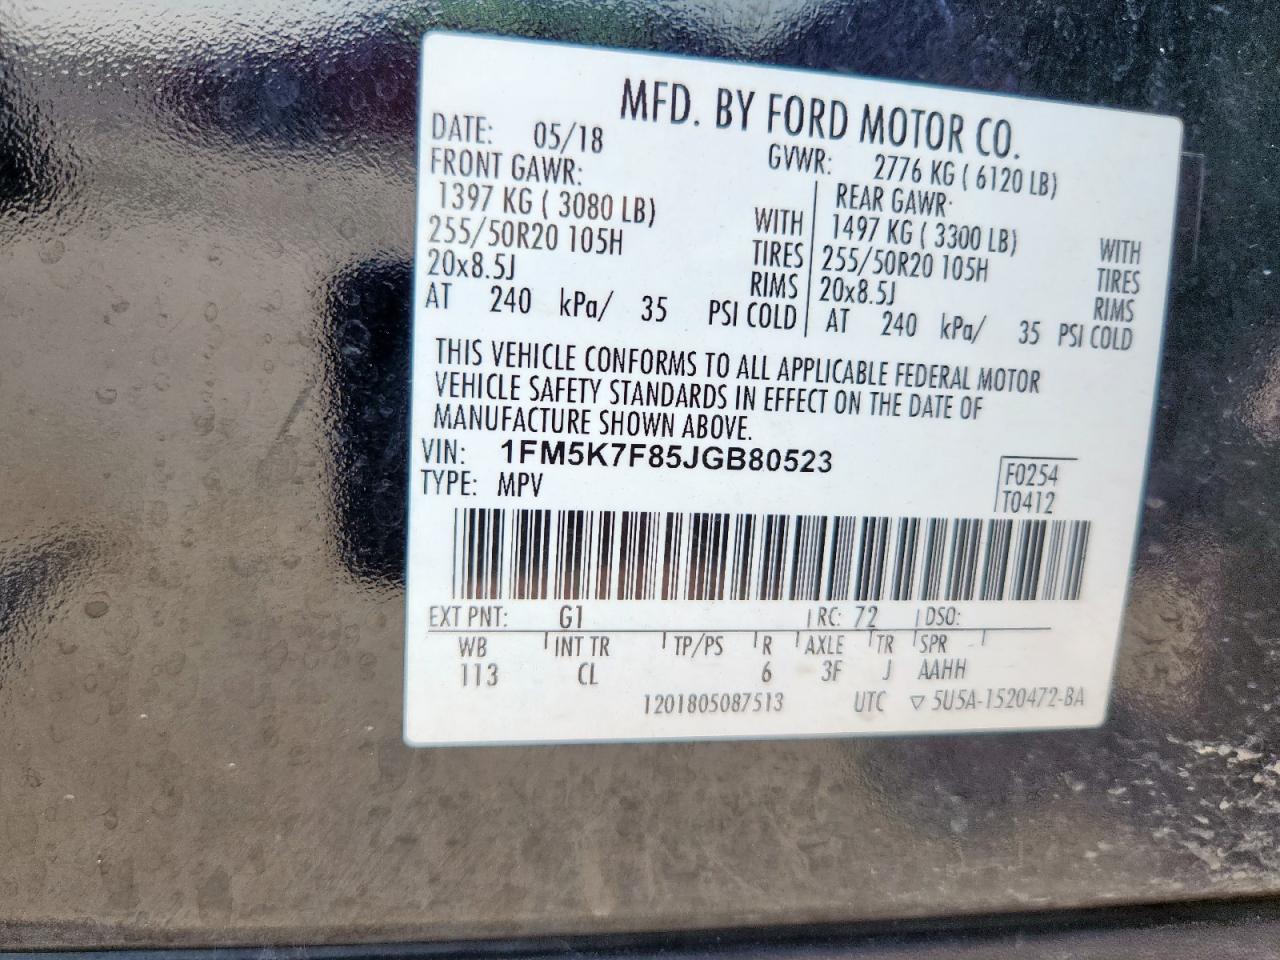 MFD. BY FORD MOTOR CO.
DATE: 05/18 GVWR: 2776 KG ( 6120 LB)
FRONT GAWR: REAR GAWR:
1397 KG ( 3080 LB) WITH 1497 KG ( 3300 LB) WITH
255/50R20 105H TIRES 255/50R20 105H TIRES
20x8.5J RIMS 20x8.5J RIMS
AT 240 kPa/ 35 PSI COLD AT 240 kPa/ 35 PSI COLD
THIS VEHICLE CONFORMS TO ALL APPLICABLE FEDERAL MOTOR
VEHICLE SAFETY STANDARDS IN EFFECT ON THE DATE OF
MANUFACTURE SHOWN ABOVE.
VIN: 1FM5K7F85JGB80523 F0254
TYPE: MPV T0412
EXT PNT: G1 RC: 72 DSO:
WB INT TR TP/PS R AXLE TR SPR
113 CL 6 3F J AAHH
1201805087513 UTC ▽ 5U5A-1520472-BA